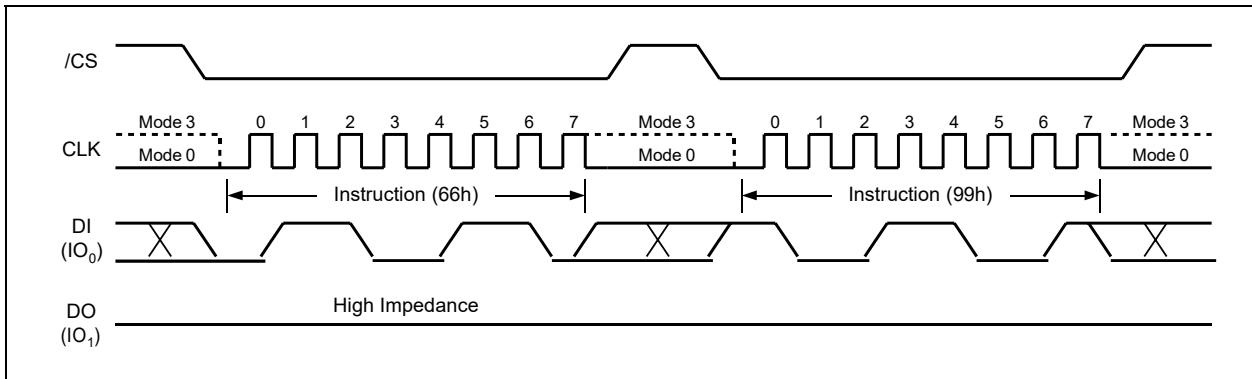 /CS
Mode 3 0 1 2 3 4 5 6 7 Mode 3 0 1 2 3 4 5 6 7 Mode 3
CLK
Mode 0 Mode 0 Mode 0
Instruction (66h) Instruction (99h)
DI
(IO0)
High Impedance
DO
(IO1)